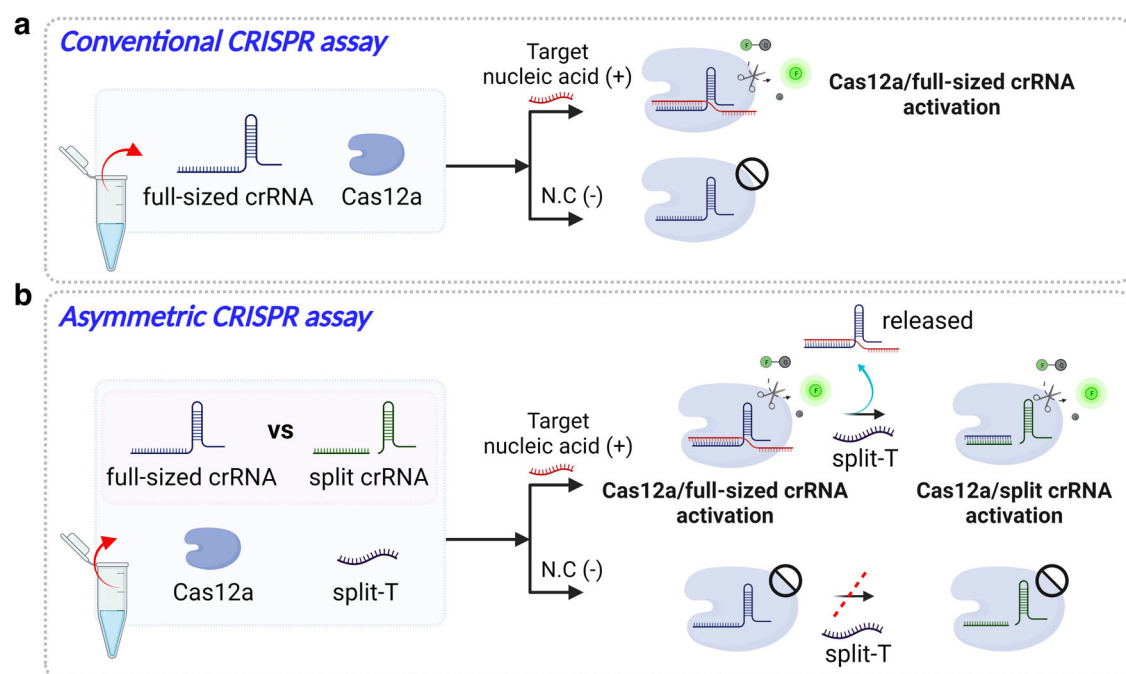 a
Conventional CRISPR assay
Target
nucleic acid (+)
F
Q
F
Q
Cas12a/full-sized crRNA
activation
full-sized crRNA
Cas12a
N.C (-)
b
Asymmetric CRISPR assay
released
F
Q
F
Q
F
Q
F
Q
full-sized crRNA
vs
split crRNA
Target
nucleic acid (+)
split-T
Cas12a/full-sized crRNA
activation
Cas12a/split crRNA
activation
Cas12a
split-T
N.C (-)
split-T